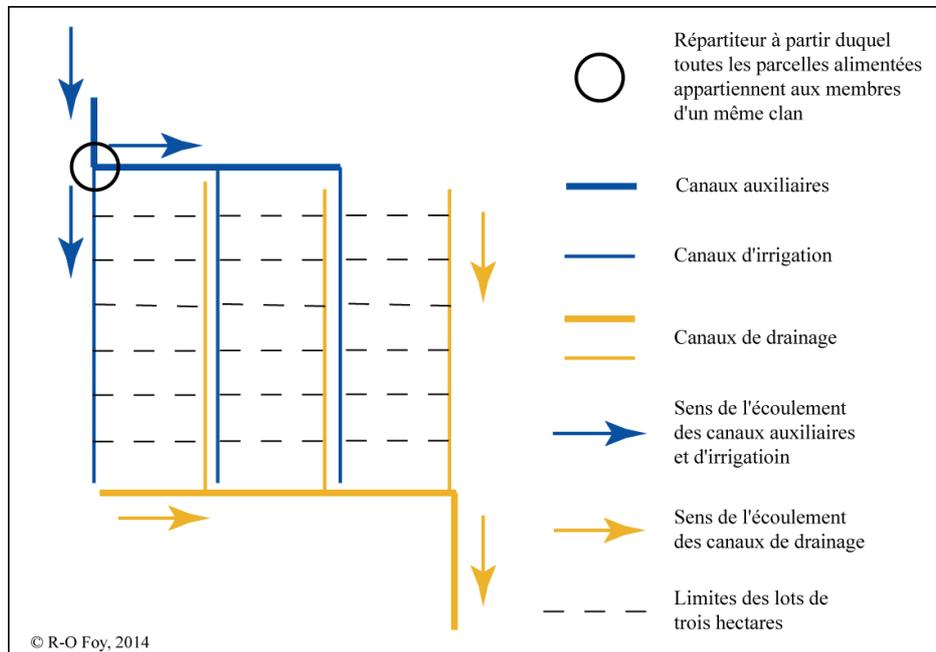 Répartiteur à partir duquel
toutes les parcelles alimentées
appartiennent aux membres
d'un même clan
Canaux auxiliaires
Canaux d'irrigation
Canaux de drainage
Sens de l'écoulement
des canaux auxiliaires
et d'irrigatioin
Sens de l'écoulement
des canaux de drainage
Limites des lots de
trois hectares
© R-O Foy, 2014